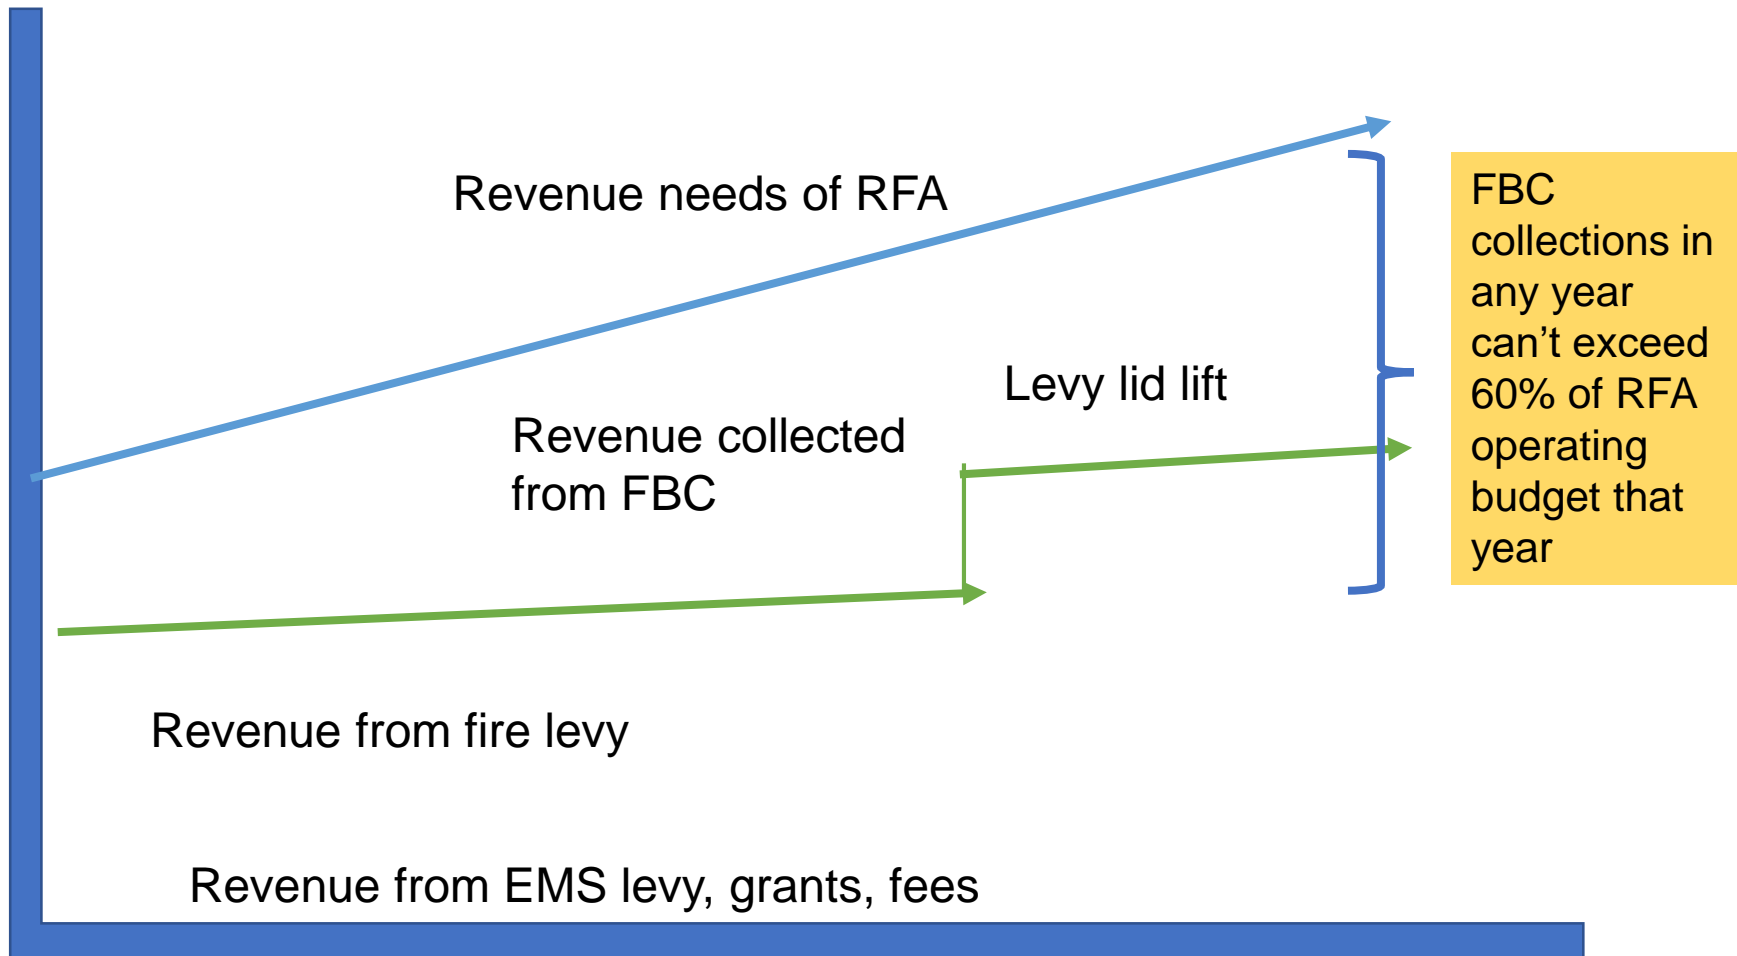 Revenue needs of RFA
FBC
collections in
any year
can’t exceed
60% of RFA
operating
budget that
year
Levy lid lift
Revenue collected
from FBC
Revenue from fire levy
Revenue from EMS levy, grants, fees